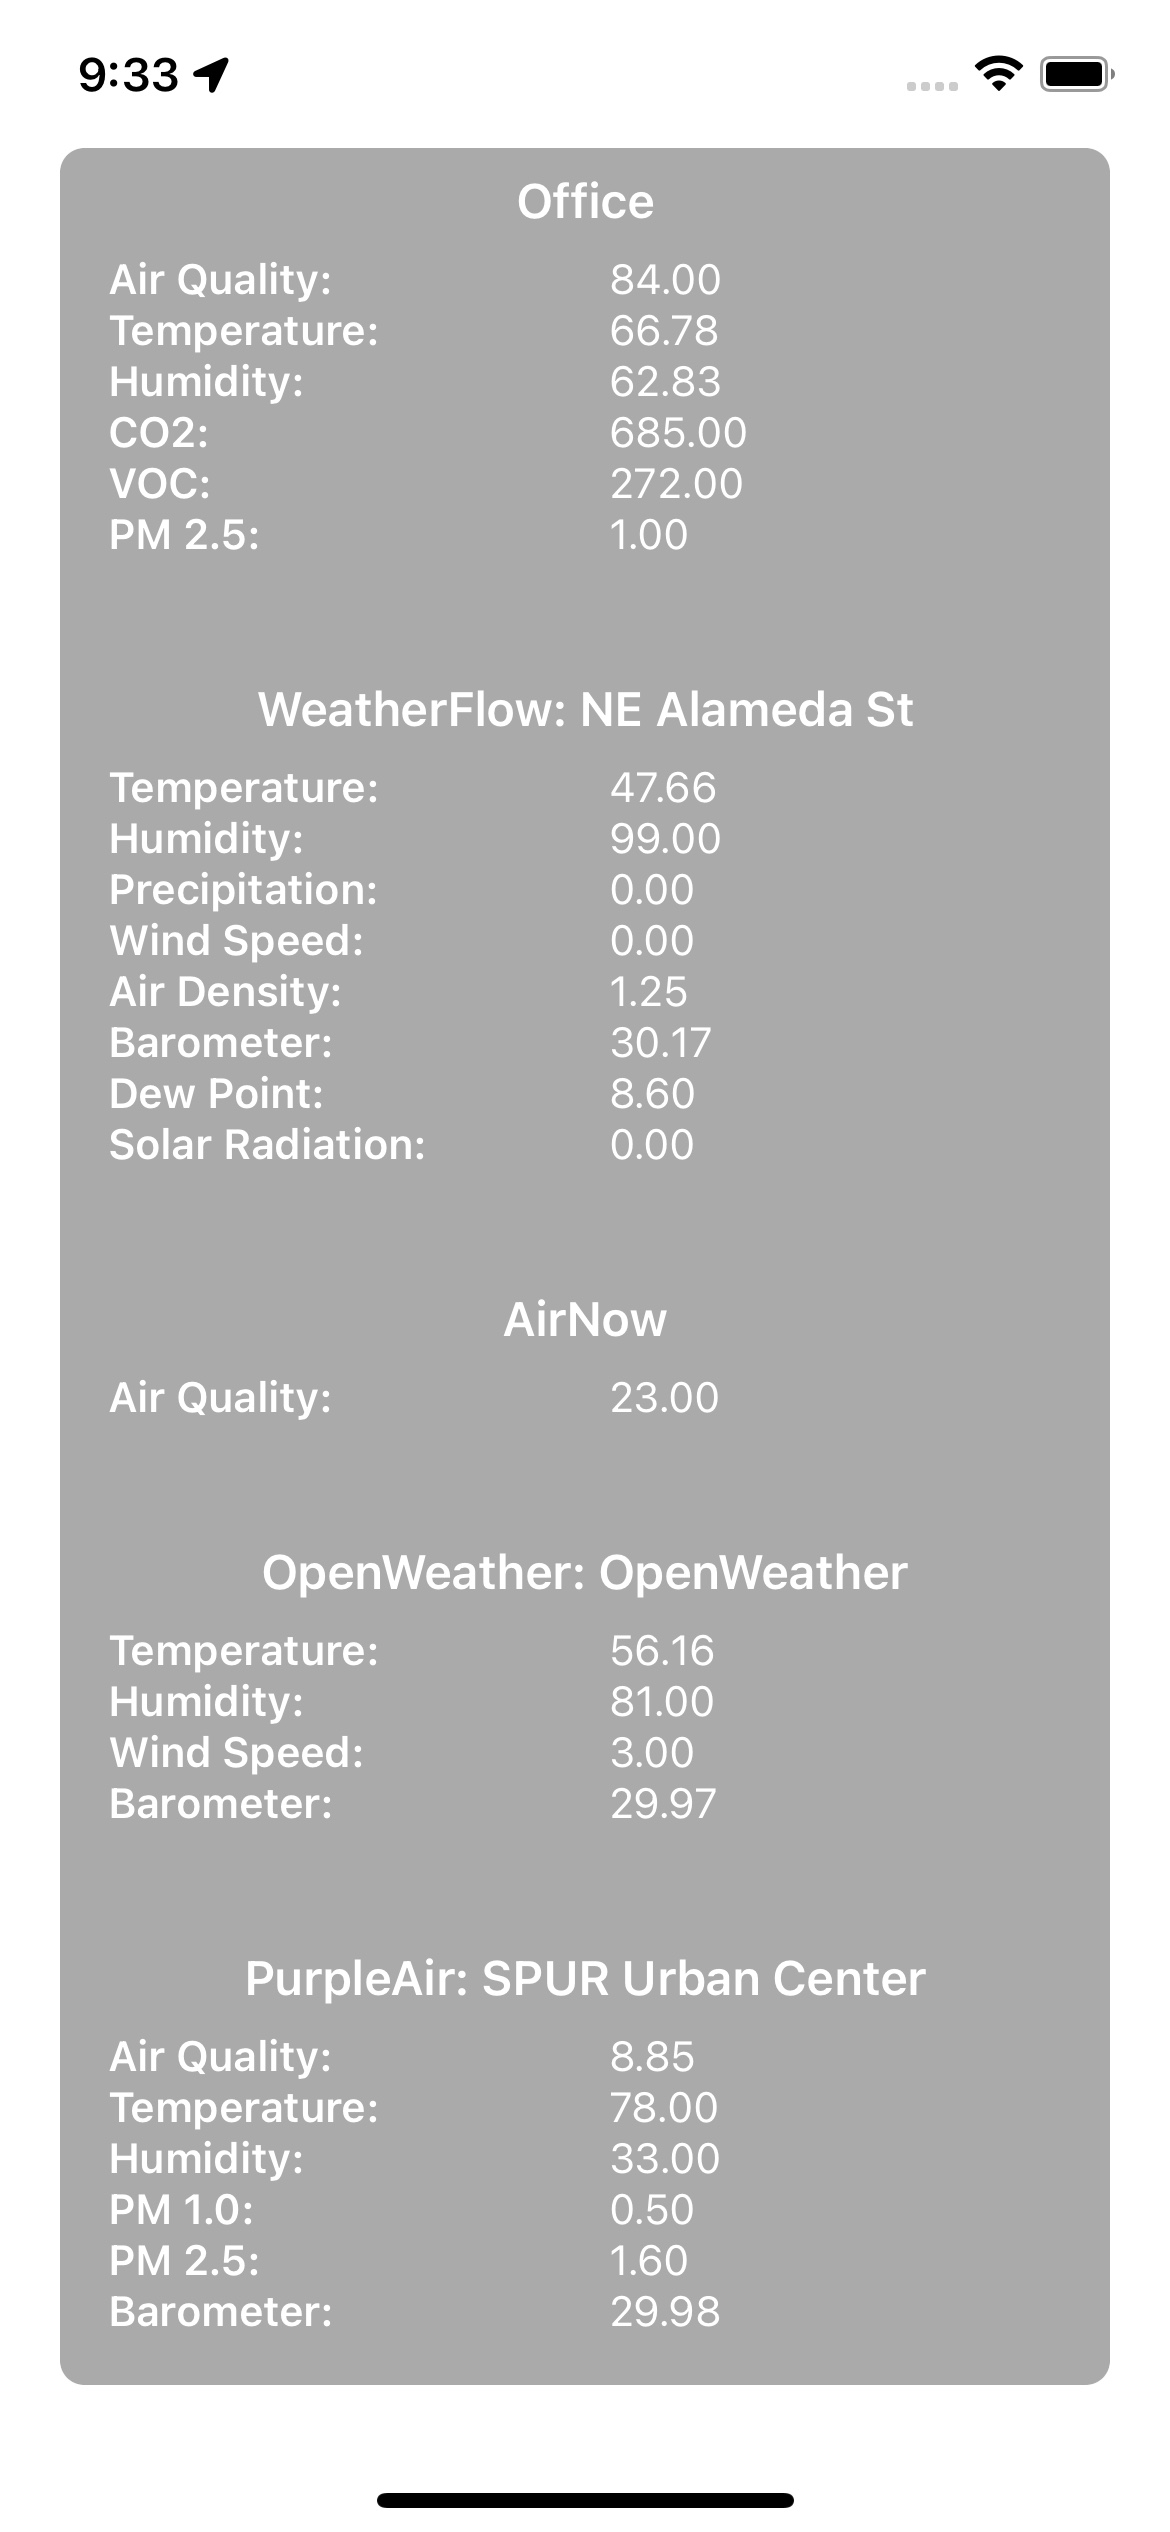 9:33
Office
Air Quality: 84.00
Temperature: 66.78
Humidity: 62.83
CO2: 685.00
VOC: 272.00
PM 2.5: 1.00
WeatherFlow: NE Alameda St
Temperature: 47.66
Humidity: 99.00
Precipitation: 0.00
Wind Speed: 0.00
Air Density: 1.25
Barometer: 30.17
Dew Point: 8.60
Solar Radiation: 0.00
AirNow
Air Quality: 23.00
OpenWeather: OpenWeather
Temperature: 56.16
Humidity: 81.00
Wind Speed: 3.00
Barometer: 29.97
PurpleAir: SPUR Urban Center
Air Quality: 8.85
Temperature: 78.00
Humidity: 33.00
PM 1.0: 0.50
PM 2.5: 1.60
Barometer: 29.98